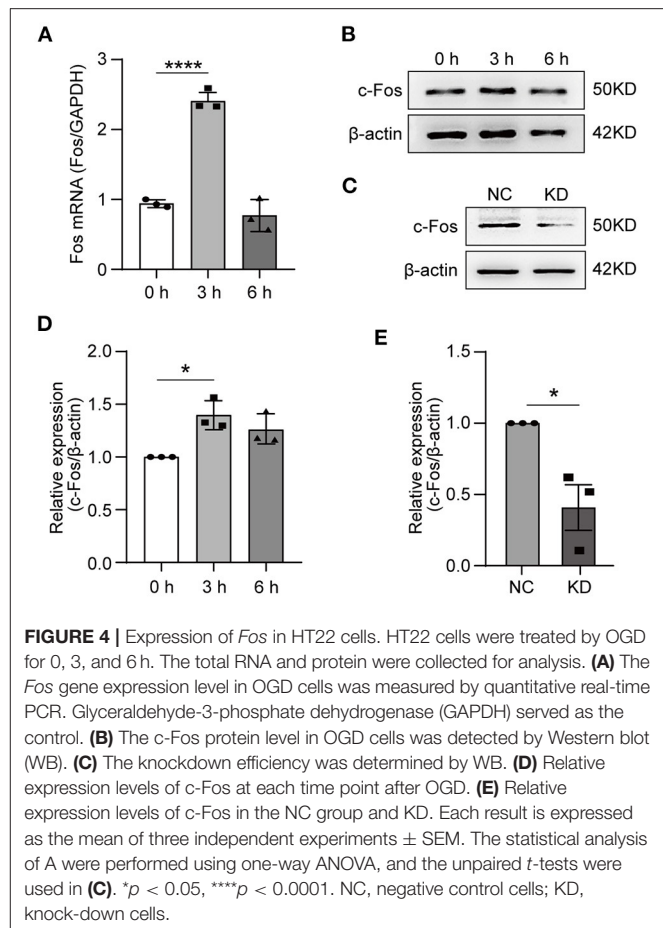 A
Fos mRNA (Fos/GAPDH)
3
2
1
0
****
0 h 3 h 6 h
B
0 h 3 h 6 h
c-Fos 50KD
β-actin 42KD
C
NC KD
c-Fos 50KD
β-actin 42KD
D
Relative expression
(c-Fos/β-actin)
2.0
1.5
1.0
0.5
0.0
*
0 h 3 h 6 h
E
Relative expression
(c-Fos/β-actin)
1.5
1.0
0.5
0.0
*
NC KD
FIGURE 4 | Expression of Fos in HT22 cells. HT22 cells were treated by OGD
for 0, 3, and 6 h. The total RNA and protein were collected for analysis. (A) The
Fos gene expression level in OGD cells was measured by quantitative real-time
PCR. Glyceraldehyde-3-phosphate dehydrogenase (GAPDH) served as the
control. (B) The c-Fos protein level in OGD cells was detected by Western blot
(WB). (C) The knockdown efficiency was determined by WB. (D) Relative
expression levels of c-Fos at each time point after OGD. (E) Relative
expression levels of c-Fos in the NC group and KD. Each result is expressed
as the mean of three independent experiments ± SEM. The statistical analysis
of A were performed using one-way ANOVA, and the unpaired t-tests were
used in (C). *p < 0.05, ****p < 0.0001. NC, negative control cells; KD,
knock-down cells.